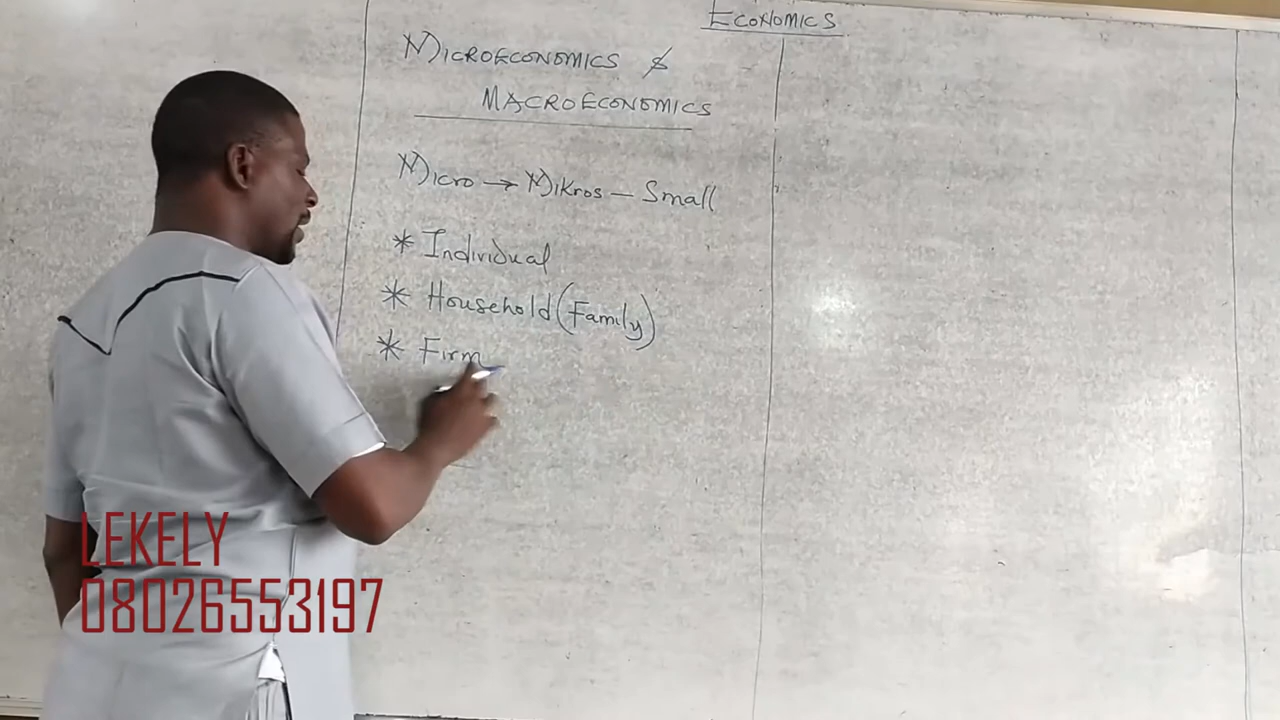 ECONOMICS
MICROECONOMICS &
MACROECONOMICS
Micro → Mikros – Small
* Individual
* Household (Family)
* Firm
LEKELY
08026553197